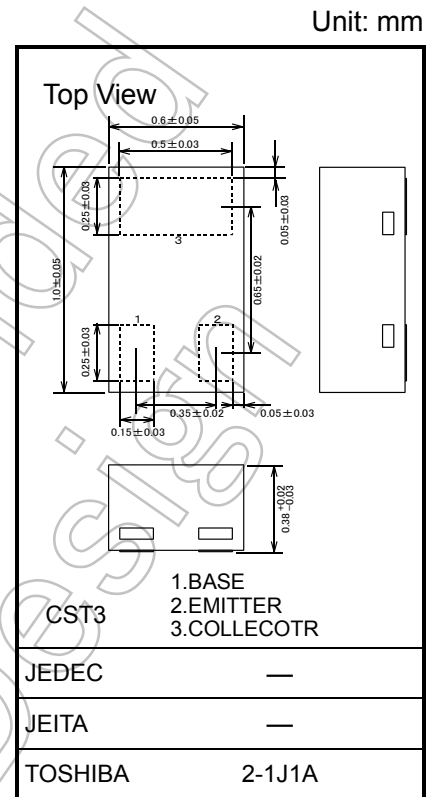 Unit: mm
Top View
0.6±0.05
0.5±0.03
0.25±0.03
3
0.05±0.03
1.0±0.05
0.65±0.02
1
2
0.25±0.03
0.35±0.02
0.05±0.03
0.15±0.03
0.38 +0.02 -0.03
CST3
1.BASE
2.EMITTER
3.COLLECOTR
JEDEC —
JEITA —
TOSHIBA 2-1J1A